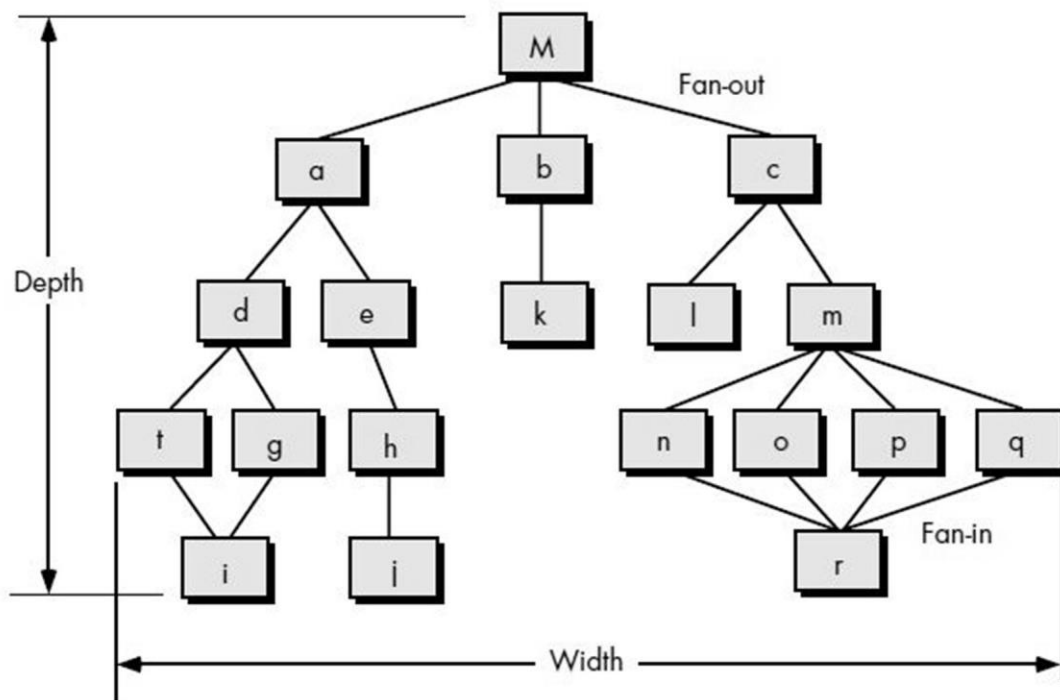 M
Fan-out
a b c
Depth
d e k l m
t g h n o p q
Fan-in
i j r
Width